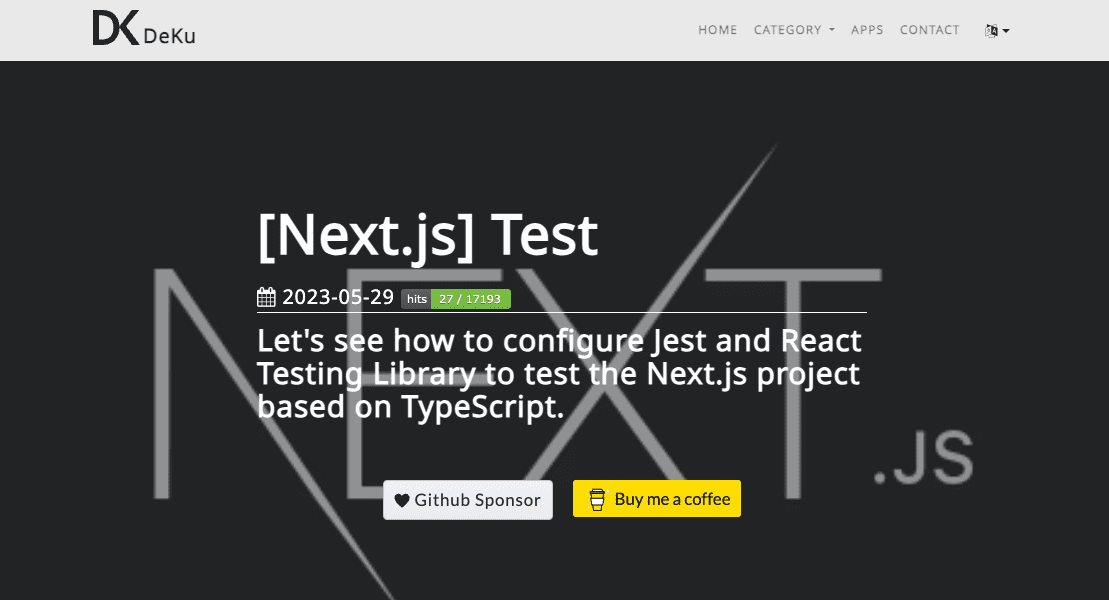 DK DeKu
HOME CATEGORY APPS CONTACT
[Next.js] Test
2023-05-29 hits 27 / 17193
Let's see how to configure Jest and React
Testing Library to test the Next.js project
based on TypeScript.
NEXT.JS
Github Sponsor Buy me a coffee